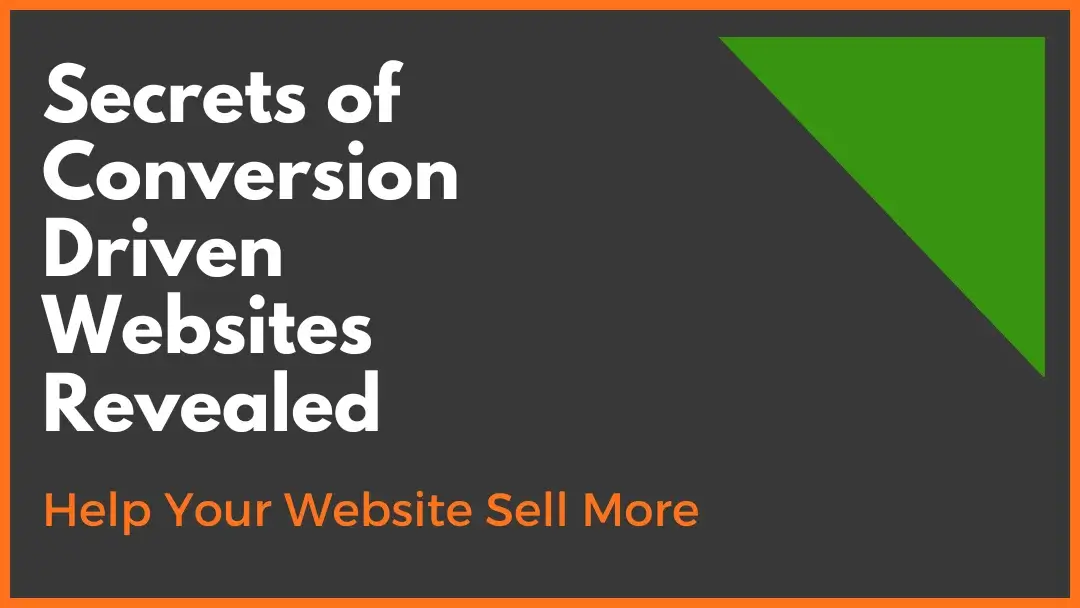 Secrets of
Conversion
Driven
Websites
Revealed
Help Your Website Sell More